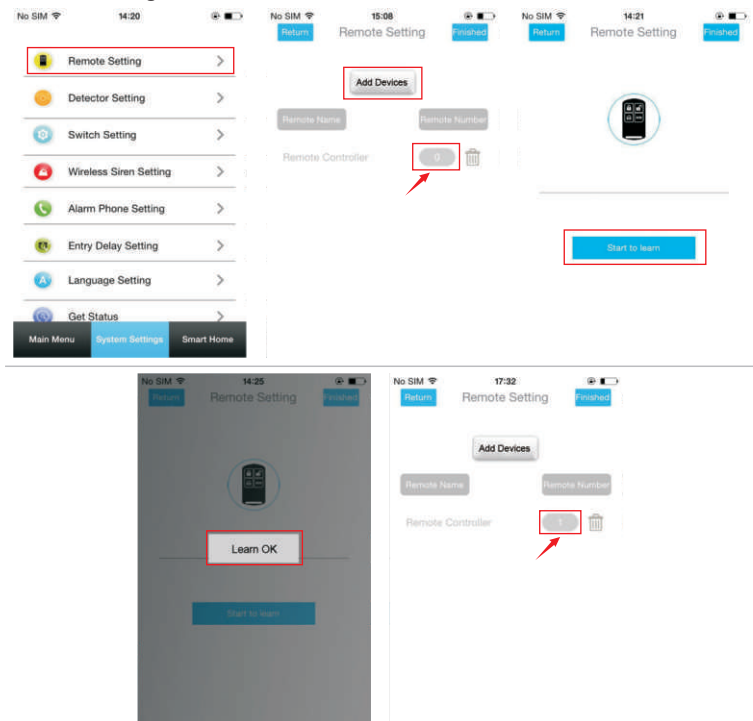 No SIM 14:20
Remote Setting
Detector Setting
Switch Setting
Wireless Siren Setting
Alarm Phone Setting
Entry Delay Setting
A Language Setting
Get Status
Main Menu System Settings Smart Home
No SIM 15:08
Return Remote Setting Finished
Add Devices
Remote Name Remote Number
Remote Controller 0
No SIM 14:21
Return Remote Setting Finished
Start to learn
No SIM 14:25
Return Remote Setting Finished
Learn OK
Start to learn
No SIM 17:32
Return Remote Setting Finished
Add Devices
Remote Name Remote Number
Remote Controller 1